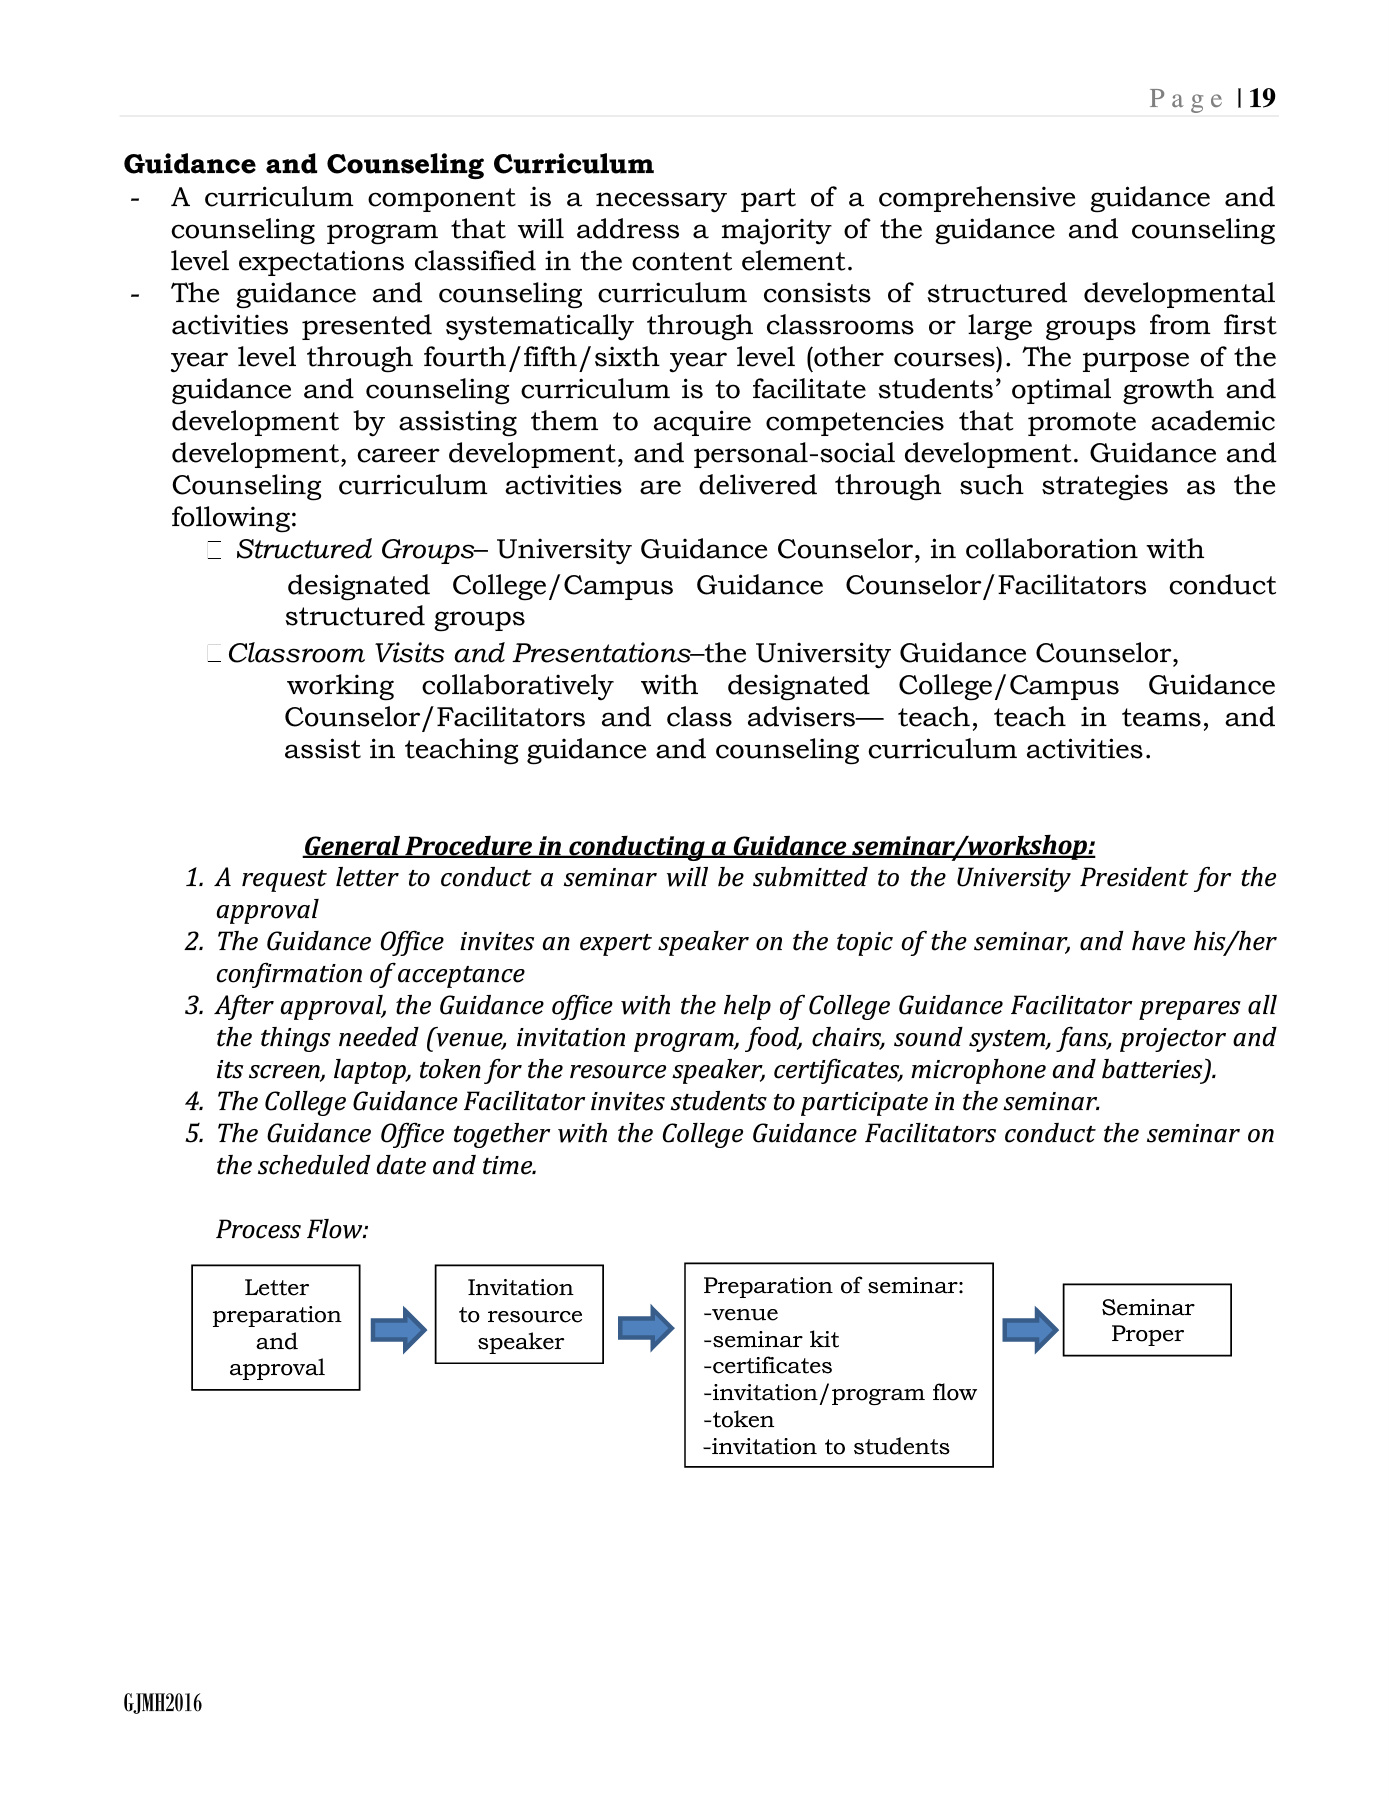 Page | 19
Guidance and Counseling Curriculum
- A curriculum component is a necessary part of a comprehensive guidance and
counseling program that will address a majority of the guidance and counseling
level expectations classified in the content element.
- The guidance and counseling curriculum consists of structured developmental
activities presented systematically through classrooms or large groups from first
year level through fourth/fifth/sixth year level (other courses). The purpose of the
guidance and counseling curriculum is to facilitate students’ optimal growth and
development by assisting them to acquire competencies that promote academic
development, career development, and personal-social development. Guidance and
Counseling curriculum activities are delivered through such strategies as the
following:
Structured Groups– University Guidance Counselor, in collaboration with
designated College/Campus Guidance Counselor/Facilitators conduct
structured groups
Classroom Visits and Presentations–the University Guidance Counselor,
working collaboratively with designated College/Campus Guidance
Counselor/Facilitators and class advisers— teach, teach in teams, and
assist in teaching guidance and counseling curriculum activities.
General Procedure in conducting a Guidance seminar/workshop:
1. A request letter to conduct a seminar will be submitted to the University President for the
approval
2. The Guidance Office invites an expert speaker on the topic of the seminar, and have his/her
confirmation of acceptance
3. After approval, the Guidance office with the help of College Guidance Facilitator prepares all
the things needed (venue, invitation program, food, chairs, sound system, fans, projector and
its screen, laptop, token for the resource speaker, certificates, microphone and batteries).
4. The College Guidance Facilitator invites students to participate in the seminar.
5. The Guidance Office together with the College Guidance Facilitators conduct the seminar on
the scheduled date and time.
Process Flow:
Letter
preparation
and
approval
Invitation
to resource
speaker
Preparation of seminar:
-venue
-seminar kit
-certificates
-invitation/program flow
-token
-invitation to students
Seminar
Proper
GJMH2016